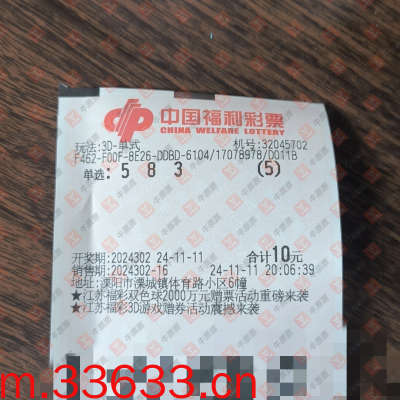 中国福利彩票
CHINA WELFARE LOTTERY
玩法:3D-单式 机号:32045702
F462-F00F-8E26-DDBD-6104/17078978/D011B
单选: 5 8 3 (5)
开奖期:2024302 24-11-11 合计10元
销售期:2024302-16 24-11-11 20:06:39
地址:溧阳市溧城镇体育路小区6幢
★江苏福彩双色球2000万元赠票活动重磅来袭
★江苏福彩3D游戏赠券活动震撼来袭
m.33633.cn